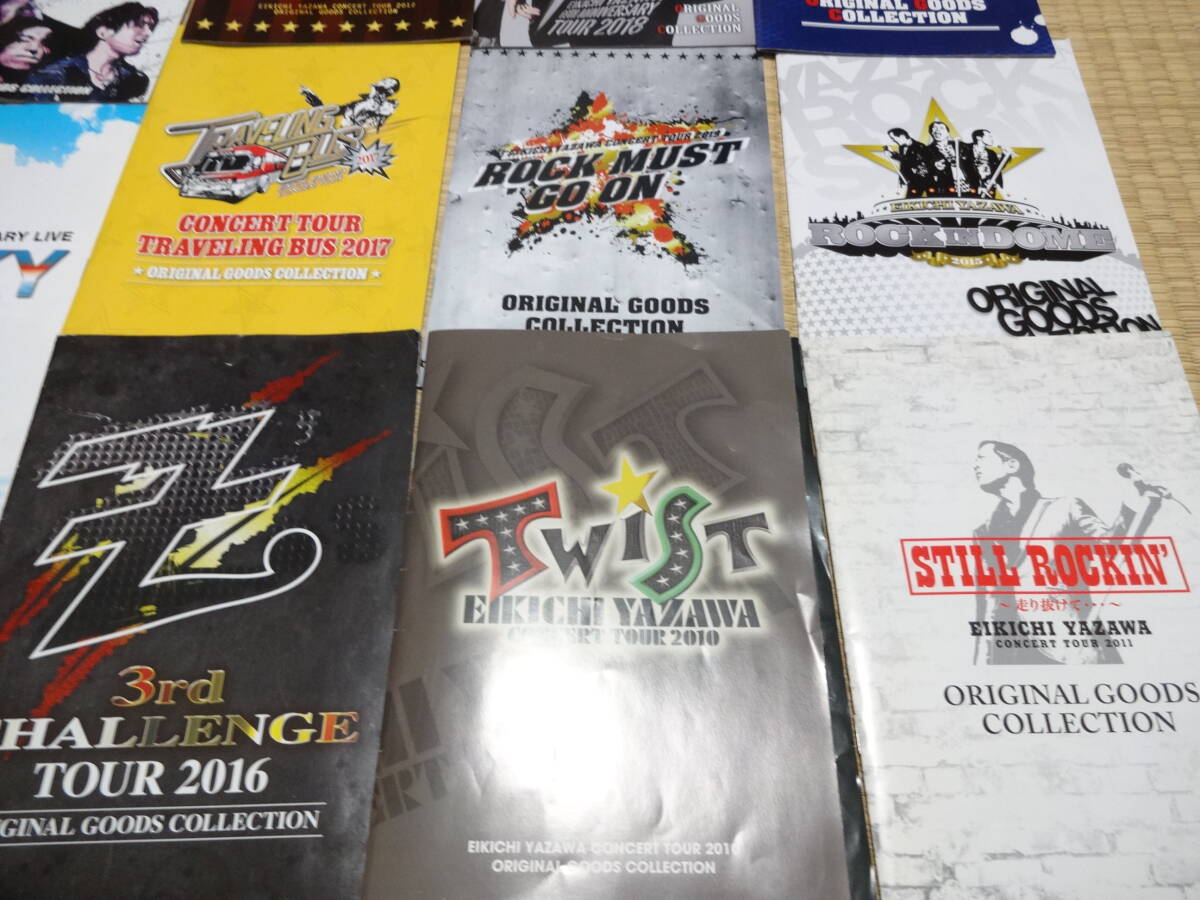 ORIGINAL GOODS COLLECTION
TOUR 2018
ORIGINAL
GOODS
COLLECTION
ORIGINAL GOODS
COLLECTION
TRAVELING
BUS
2017
CONCERT TOUR
TRAVELING BUS 2017
★ ORIGINAL GOODS COLLECTION ★
EIKICHI YAZAWA CONCERT TOUR 2019
ROCK MUST
GO ON
ORIGINAL GOODS
COLLECTION
EIKICHI YAZAWA
ROCK IN DOME
2015
ORIGINAL
GOODS
ARY LIVE
Y
Z
3rd
HALLENGE
TOUR 2016
GINAL GOODS COLLECTION
TWIST
EIKICHI YAZAWA
CONCERT TOUR 2010
EIKICHI YAZAWA CONCERT TOUR 2010
ORIGINAL GOODS COLLECTION
STILL ROCKIN'
～走り抜けて・・・～
EIKICHI YAZAWA
CONCERT TOUR 2011
ORIGINAL GOODS
COLLECTION